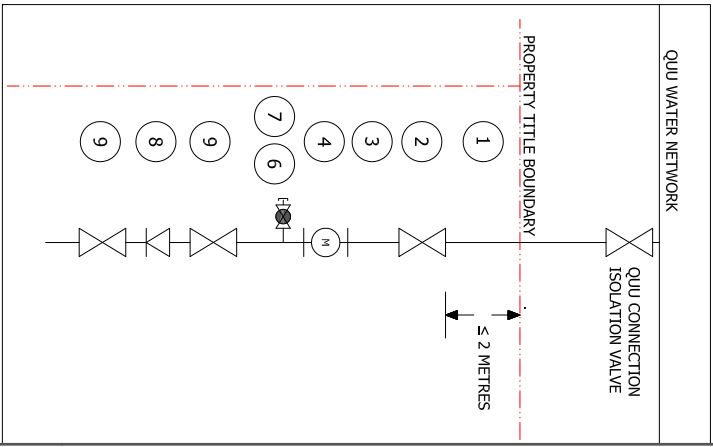 QUU WATER NETWORK
QUU CONNECTION
ISOLATION VALVE
PROPERTY TITLE BOUNDARY
≤ 2 METRES
1
2
3
4
M
7 6
9
8
9